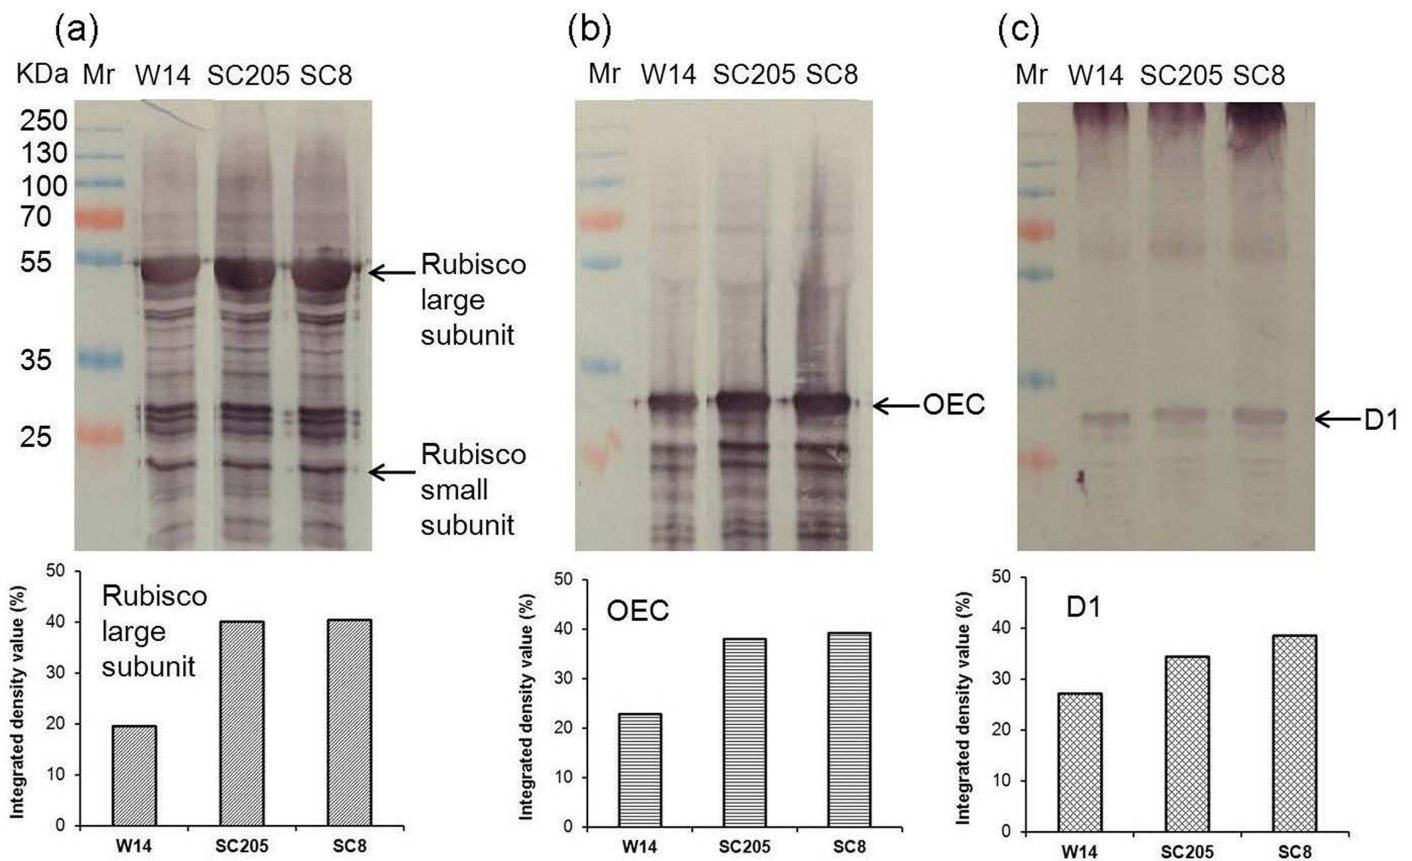 (a)
(b)
(c)
KDa Mr W14 SC205 SC8
Mr W14 SC205 SC8
Mr W14 SC205 SC8
250
130
100
70
55
35
25
Rubisco
large
subunit
Rubisco
small
subunit
OEC
D1
Integrated density value (%)
50
40
30
20
10
0
Rubisco
large
subunit
W14 SC205 SC8
Integrated density value (%)
50
40
30
20
10
0
OEC
W14 SC205 SC8
Integrated density value (%)
50
40
30
20
10
0
D1
W14 SC205 SC8